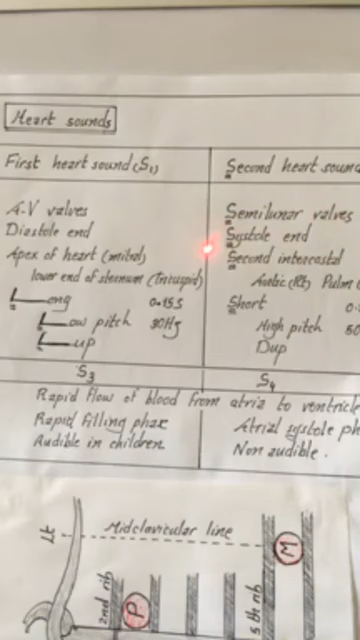 Heart sounds
First heart sound (S₁)
Second heart sound
A-V valves
Diastole end
Apex of heart (mitral)
lower end of sternum (Tricuspid)
Long 0.15s
Low pitch 30Hz
Lup
Semilunar valves
Systole end
Second intercostal
Aortic (Rt) Pulm
Short 0.
High pitch 50
Dup
S₃
S₄
Rapid flow of blood from atria to ventricle
Rapid filling phase
Audible in children
Atrial systole ph
Non audible.
Lt
Midclavicular line
2nd rib
P
5th rib
M